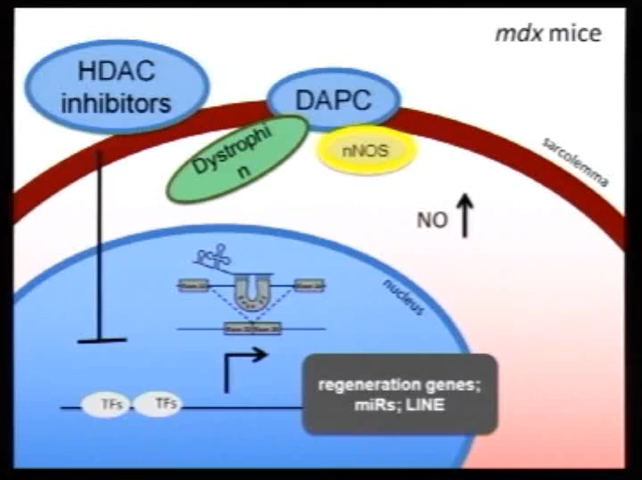 mdx mice
HDAC
inhibitors
DAPC
Dystrophi
n
nNOS
sarcolemma
NO
nucleus
TFs
TFs
regeneration genes;
miRs; LINE